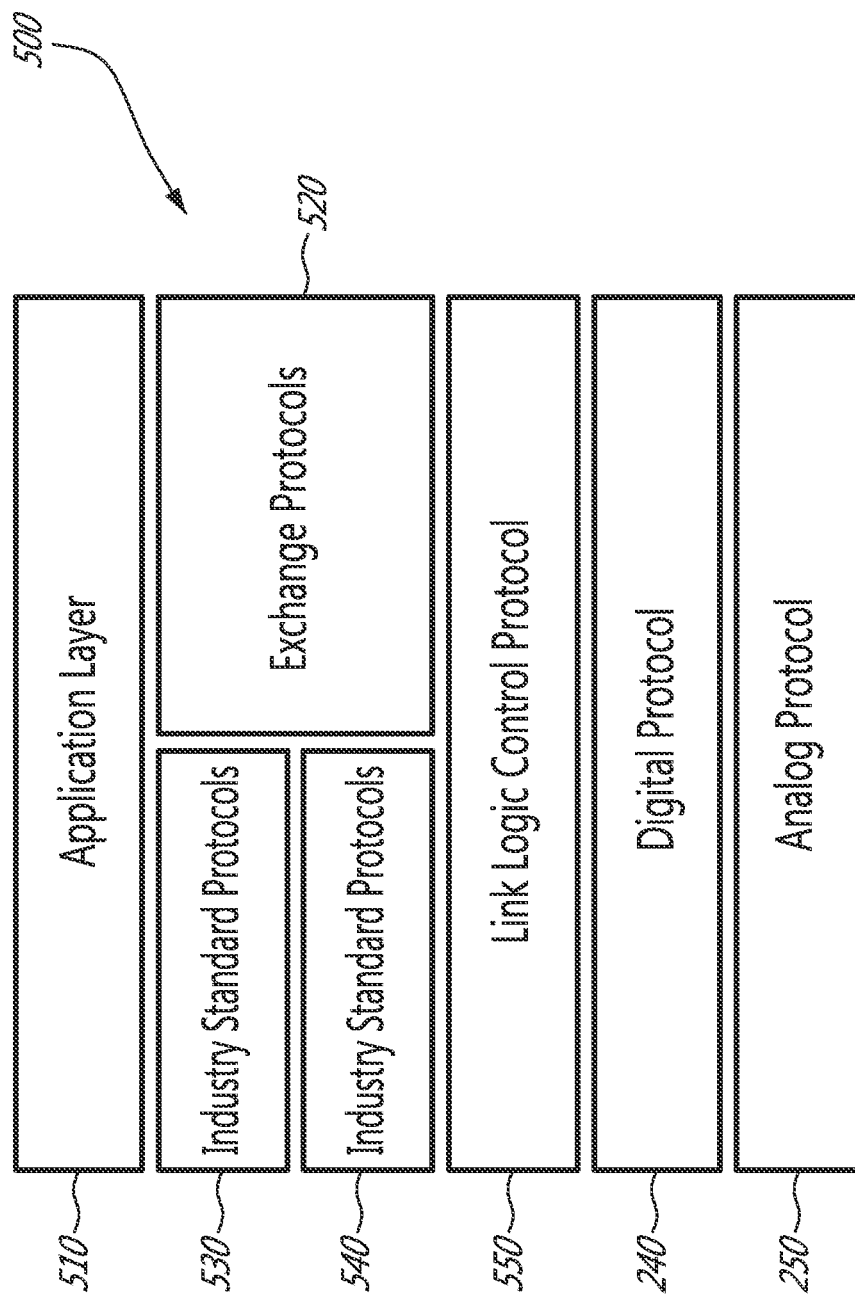 500
510
Application Layer
530
Industry Standard Protocols
Exchange Protocols
520
540
Industry Standard Protocols
550
Link Logic Control Protocol
240
Digital Protocol
250
Analog Protocol